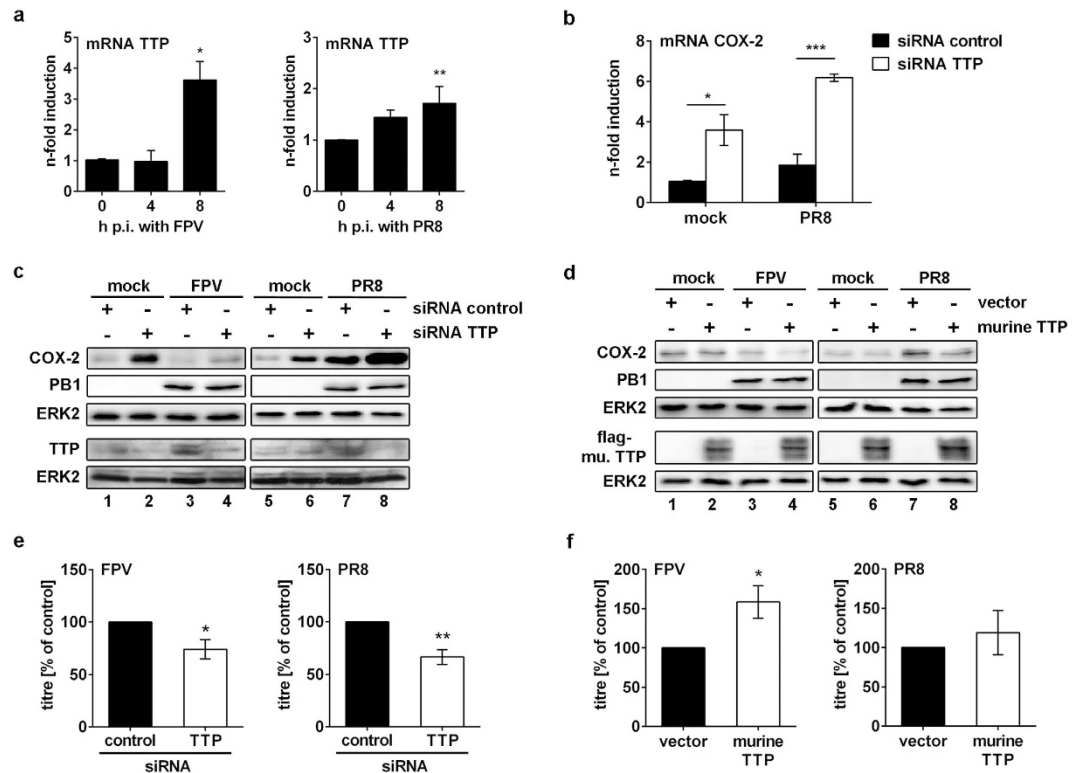 a
mRNA TTP
n-fold induction
5
4
3
2
1
0
*
0 4 8
h p.i. with FPV
mRNA TTP
n-fold induction
3
2
1
0
**
0 4 8
h p.i. with PR8
b
mRNA COX-2
n-fold induction
8
6
4
2
0
*
***
mock PR8
siRNA control
siRNA TTP
c
mock FPV mock PR8
+ - + - + - + - siRNA control
- + - + - + - + siRNA TTP
COX-2
PB1
ERK2
TTP
ERK2
1 2 3 4 5 6 7 8
d
mock FPV mock PR8
+ - + - + - + - vector
- + - + - + - + murine TTP
COX-2
PB1
ERK2
flag-
mu. TTP
ERK2
1 2 3 4 5 6 7 8
e
FPV
titre [% of control]
150
100
50
0
*
control TTP
siRNA
PR8
titre [% of control]
150
100
50
0
**
control TTP
siRNA
f
FPV
titre [% of control]
200
150
100
50
0
*
vector murine
TTP
PR8
titre [% of control]
200
150
100
50
0
vector murine
TTP